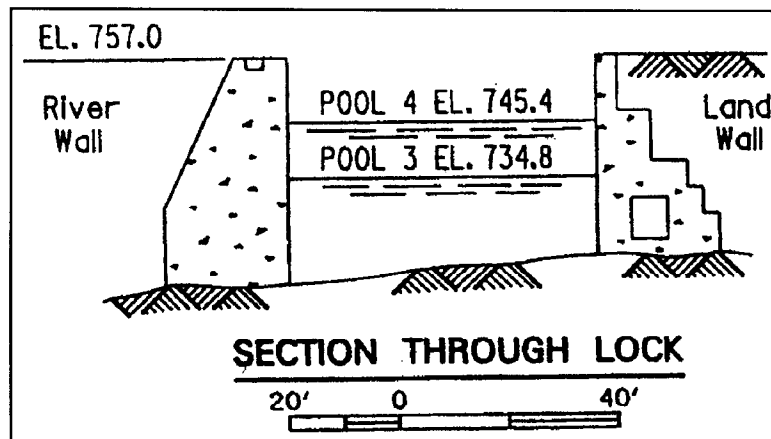 EL. 757.0
River
Wall
POOL 4 EL. 745.4
POOL 3 EL. 734.8
Land
Wall
SECTION THROUGH LOCK
20' 0 40'